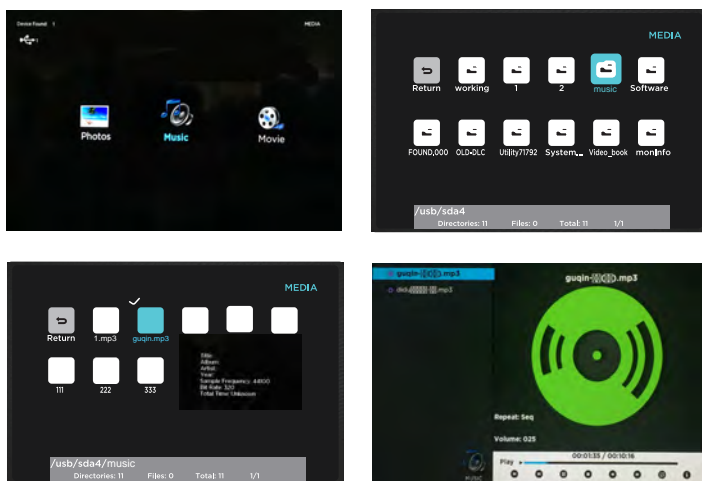 Device Found 1
MEDIA
Photos
Music
Movie
MEDIA
Return
working
1
2
music
Software
FOUND,000
OLD-DLC
Utility71792
System...
Video_book
moninfo
/usb/sda4
Directories: 11 Files: 0 Total: 11 1/1
MEDIA
Return
1.mp3
guqin.mp3
111
222
333
Title:
Album:
Artist:
Year:
Sample Frequency: 44100
Bit Rate: 320
Total Time: Unknown
/usb/sda4/music
Directories: 11 Files: 0 Total: 11 1/1
MUSIC
Repeat: Seq
Volume: 025
Play
00:01:35 / 00:10:16